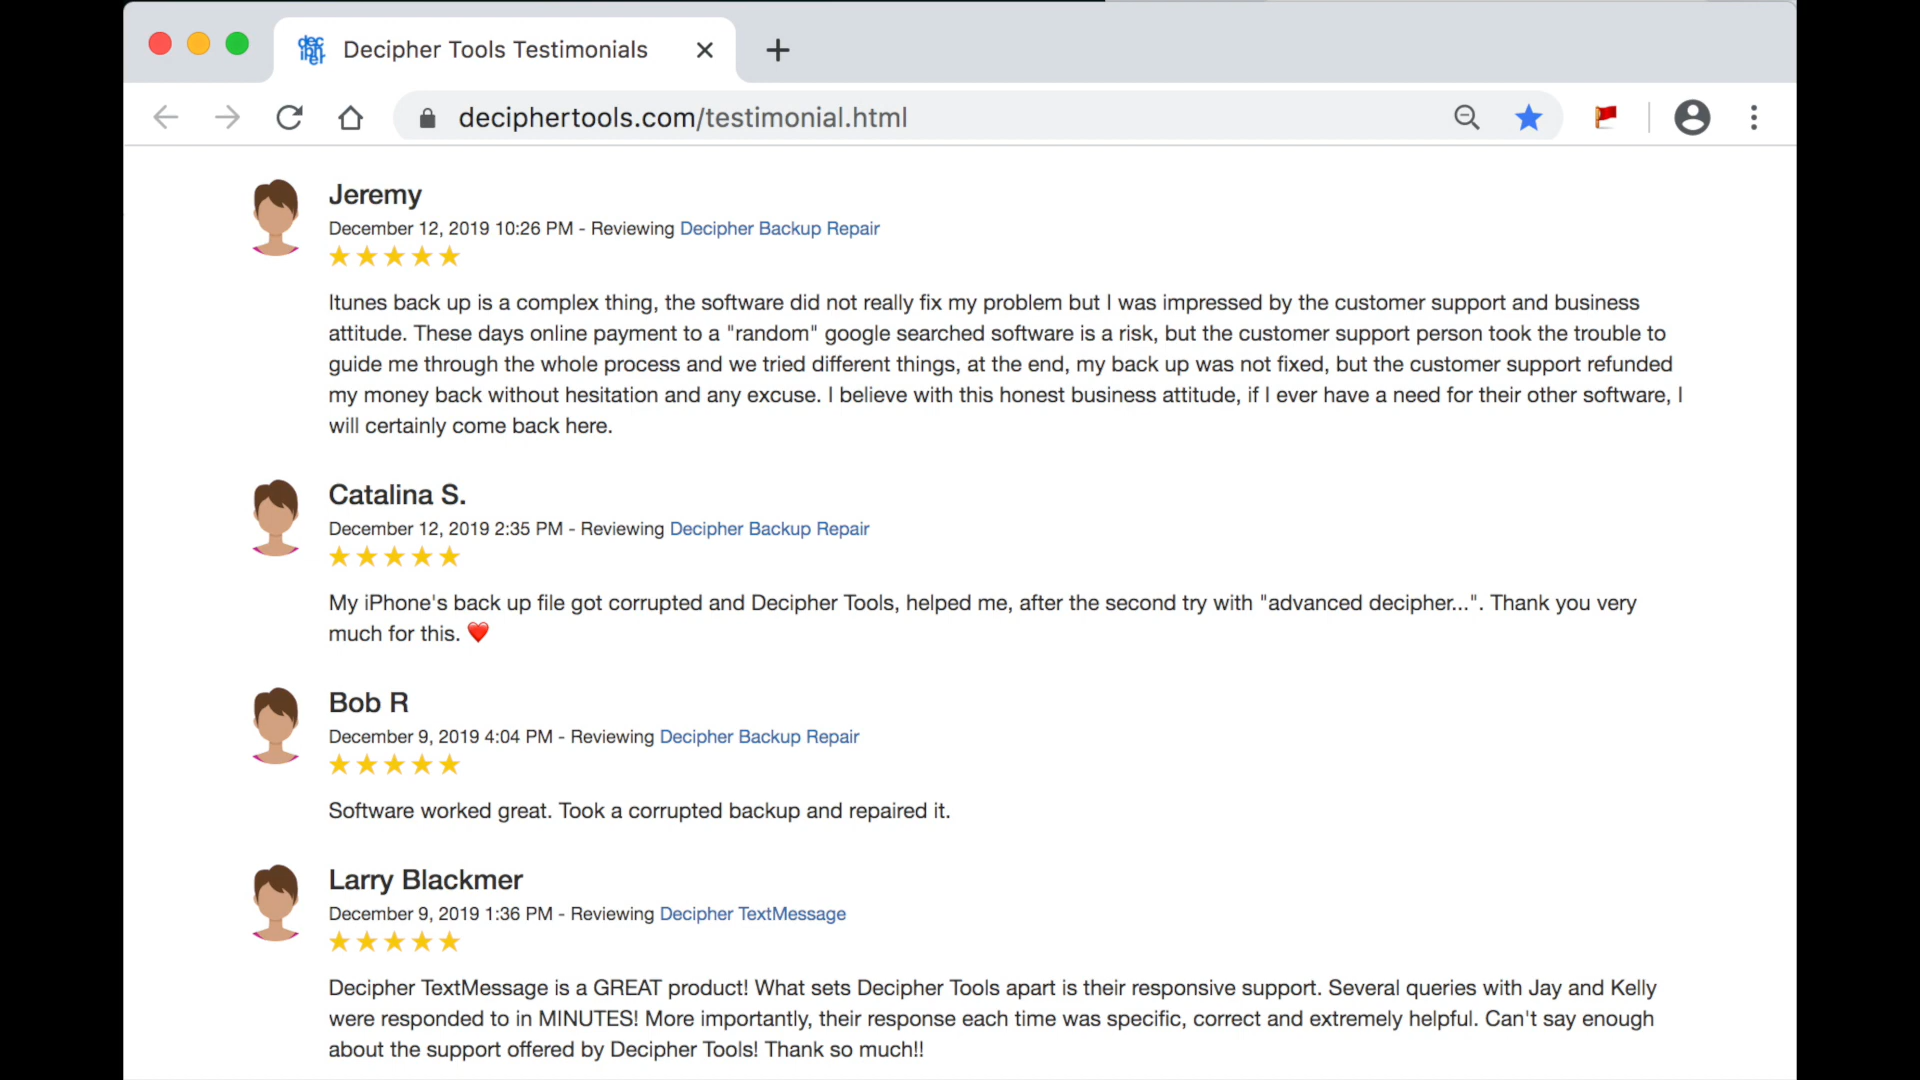 decipher
Decipher Tools Testimonials
deciphertools.com/testimonial.html
Jeremy
December 12, 2019 10:26 PM - Reviewing Decipher Backup Repair
Itunes back up is a complex thing, the software did not really fix my problem but I was impressed by the customer support and business
attitude. These days online payment to a "random" google searched software is a risk, but the customer support person took the trouble to
guide me through the whole process and we tried different things, at the end, my back up was not fixed, but the customer support refunded
my money back without hesitation and any excuse. I believe with this honest business attitude, if I ever have a need for their other software, I
will certainly come back here.
Catalina S.
December 12, 2019 2:35 PM - Reviewing Decipher Backup Repair
My iPhone's back up file got corrupted and Decipher Tools, helped me, after the second try with "advanced decipher...". Thank you very
much for this. ❤️
Bob R
December 9, 2019 4:04 PM - Reviewing Decipher Backup Repair
Software worked great. Took a corrupted backup and repaired it.
Larry Blackmer
December 9, 2019 1:36 PM - Reviewing Decipher TextMessage
Decipher TextMessage is a GREAT product! What sets Decipher Tools apart is their responsive support. Several queries with Jay and Kelly
were responded to in MINUTES! More importantly, their response each time was specific, correct and extremely helpful. Can't say enough
about the support offered by Decipher Tools! Thank so much!!